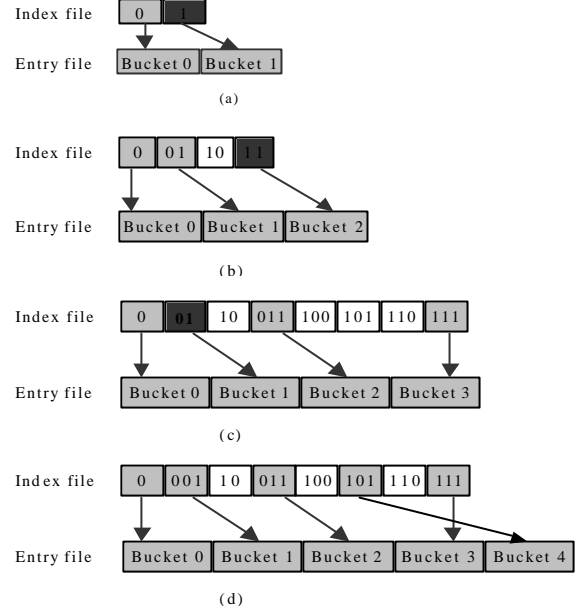 Index file 0 1
Entry file Bucket 0 Bucket 1
(a)
Index file 0 01 10 11
Entry file Bucket 0 Bucket 1 Bucket 2
(b)
Index file 0 01 10 011 100 101 110 111
Entry file Bucket 0 Bucket 1 Bucket 2 Bucket 3
(c)
Index file 0 001 10 011 100 101 110 111
Entry file Bucket 0 Bucket 1 Bucket 2 Bucket 3 Bucket 4
(d)